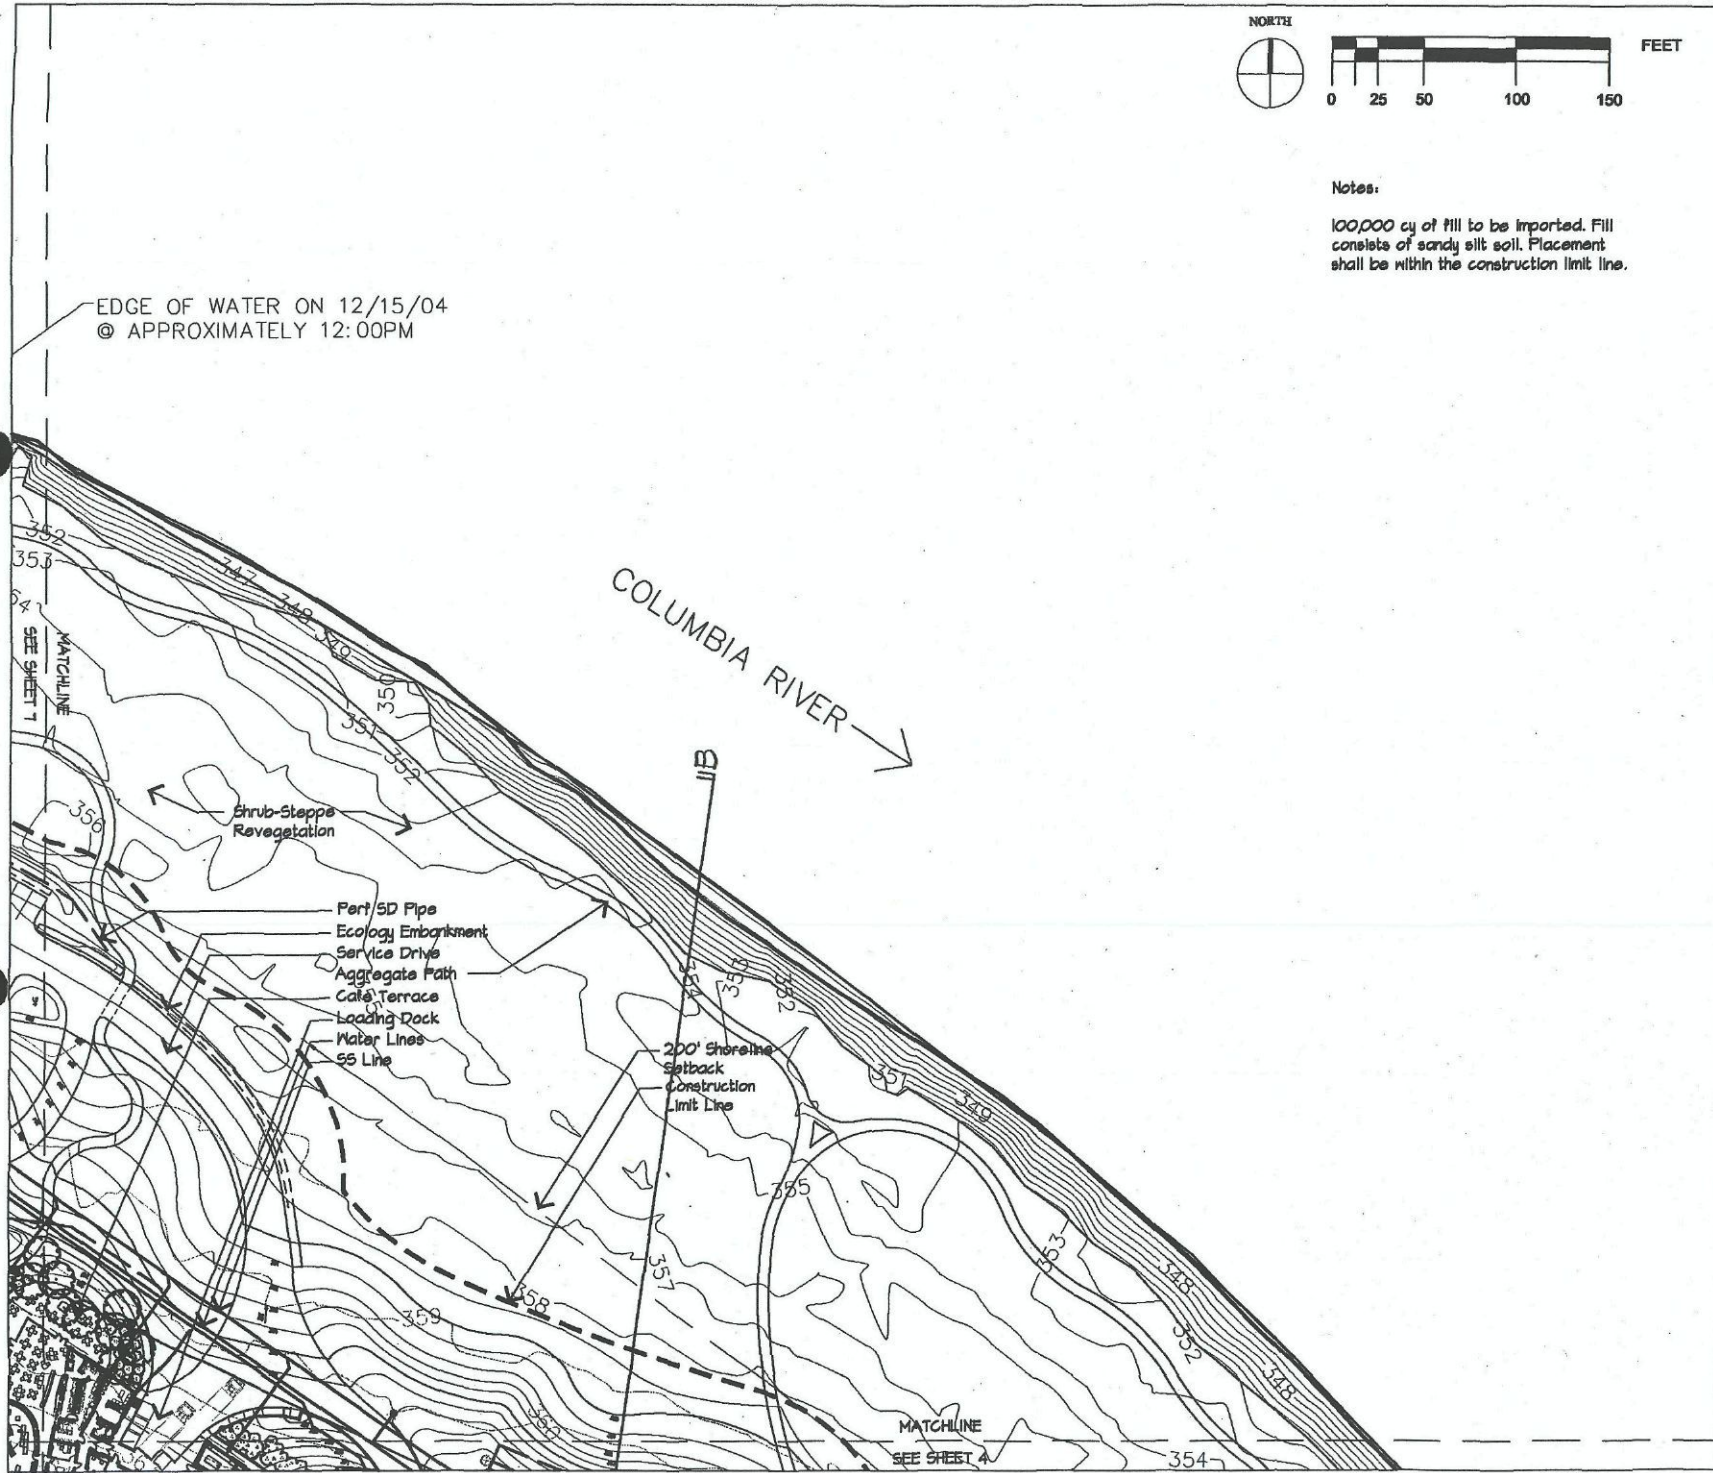 NORTH
FEET
0 25 50 100 150
Notes:
100,000 cy of fill to be imported. Fill
consists of sandy silt soil. Placement
shall be within the construction limit line.
EDGE OF WATER ON 12/15/04
@ APPROXIMATELY 12:00PM
352
353
347
348
349
350
351
352
MATCHLINE
SEE SHEET 1
COLUMBIA RIVER
B
356
Shrub-Steppe
Revegetation
Perf SD Pipe
Ecology Embankment
Service Drive
Aggregate Path
Cafe Terrace
Loading Dock
Water Lines
SS Line
354
353
352
200' Shoreline
Setback
Construction
Limit Line
351
349
355
353
357
348
358
359
352
348
360
MATCHLINE
SEE SHEET 4
354